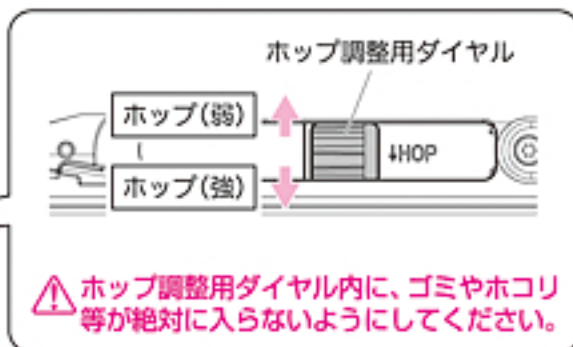 ホップ調整用ダイヤル
ホップ(弱)
ホップ(強)
↓HOP
ホップ調整用ダイヤル内に、ゴミやホコリ
等が絶対に入らないようにしてください。